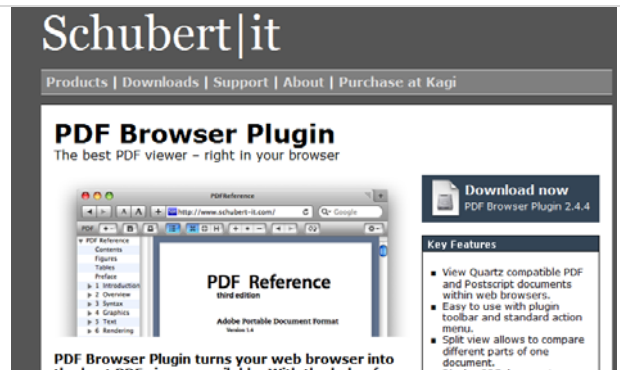 Schubert|it
Products | Downloads | Support | About | Purchase at Kagi
PDF Browser Plugin
The best PDF viewer – right in your browser
Download now
PDF Browser Plugin 2.4.4
PDFReference
http://www.schubert-it.com/
Google
PDF
PDF Reference
Contents
Figures
Tables
Preface
1 Introduction
2 Overview
3 Syntax
4 Graphics
5 Text
6 Rendering
PDF Reference
third edition
Adobe Portable Document Format
Version 1.4
Key Features
View Quartz compatible PDF
and Postscript documents
within web browsers.
Easy to use with plugin
toolbar and standard action
menu.
Split view allows to compare
different parts of one
document.
PDF Browser Plugin turns your web browser into